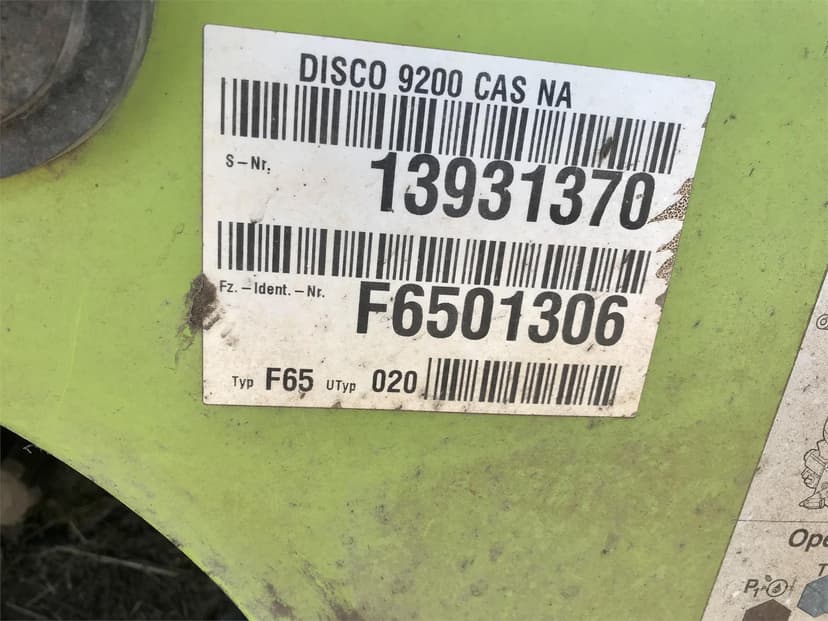 DISCO 9200 CAS NA
S-Nr. 13931370
Fz.-Ident.-Nr. F6501306
Typ F65 UTyp 020